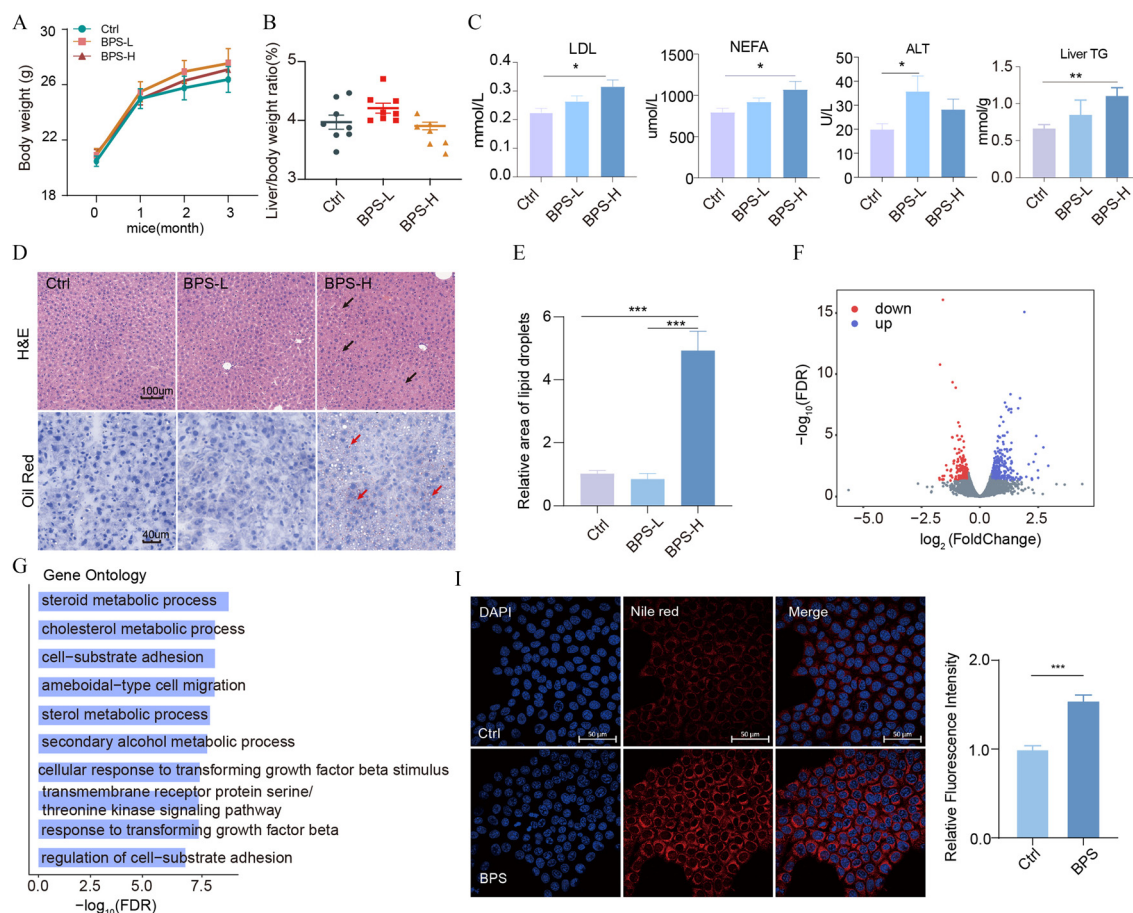 A
Ctrl
BPS-L
BPS-H
Body weight (g)
30
26
22
18
0
1
2
3
mice(month)
B
Liver/body weight ratio(%)
5
4
3
Ctrl
BPS-L
BPS-H
C
LDL
*
mmol/L
0.4
0.3
0.2
0.1
0.0
Ctrl
BPS-L
BPS-H
NEFA
*
umol/L
1500
1000
500
0
Ctrl
BPS-L
BPS-H
ALT
*
U/L
50
40
30
20
10
0
Ctrl
BPS-L
BPS-H
Liver TG
**
mmol/g
1.5
1.0
0.5
0.0
Ctrl
BPS-L
BPS-H
D
Ctrl
BPS-L
BPS-H
H&E
100um
Oil Red
40um
E
Relative area of lipid droplets
***
***
6
4
2
0
Ctrl
BPS-L
BPS-H
F
down
up
−log10(FDR)
15
10
5
0
−5.0
−2.5
0.0
2.5
log2 (FoldChange)
G
Gene Ontology
steroid metabolic process
cholesterol metabolic process
cell−substrate adhesion
ameboidal−type cell migration
sterol metabolic process
secondary alcohol metabolic process
cellular response to transforming growth factor beta stimulus
transmembrane receptor protein serine/
threonine kinase signaling pathway
response to transforming growth factor beta
regulation of cell−substrate adhesion
0.0
2.5
5.0
7.5
−log10(FDR)
I
DAPI
Nile red
Merge
Ctrl
50 µm
50 µm
50 µm
BPS
Relative Fluorescence Intensity
***
2.0
1.0
0.0
Ctrl
BPS